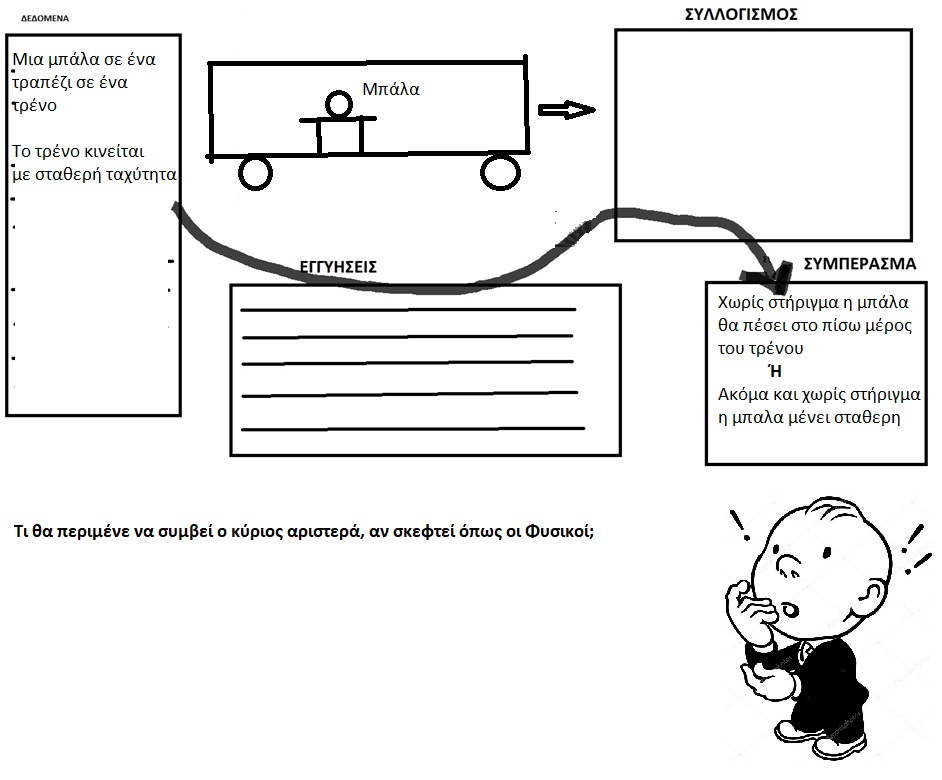 ΔΕΔΟΜΕΝΑ
Μια μπάλα σε ένα
τραπέζι σε ένα
τρένο
Το τρένο κινείται
με σταθερή ταχύτητα
Μπάλα
ΣΥΛΛΟΓΙΣΜΟΣ
ΕΓΓΥΗΣΕΙΣ
ΣΥΜΠΕΡΑΣΜΑ
Χωρίς στήριγμα η μπάλα
θα πέσει στο πίσω μέρος
του τρένου
Ή
Ακόμα και χωρίς στήριγμα
η μπαλα μένει σταθερη
Τι θα περιμένε να συμβεί ο κύριος αριστερά, αν σκεφτεί όπως οι Φυσικοί;